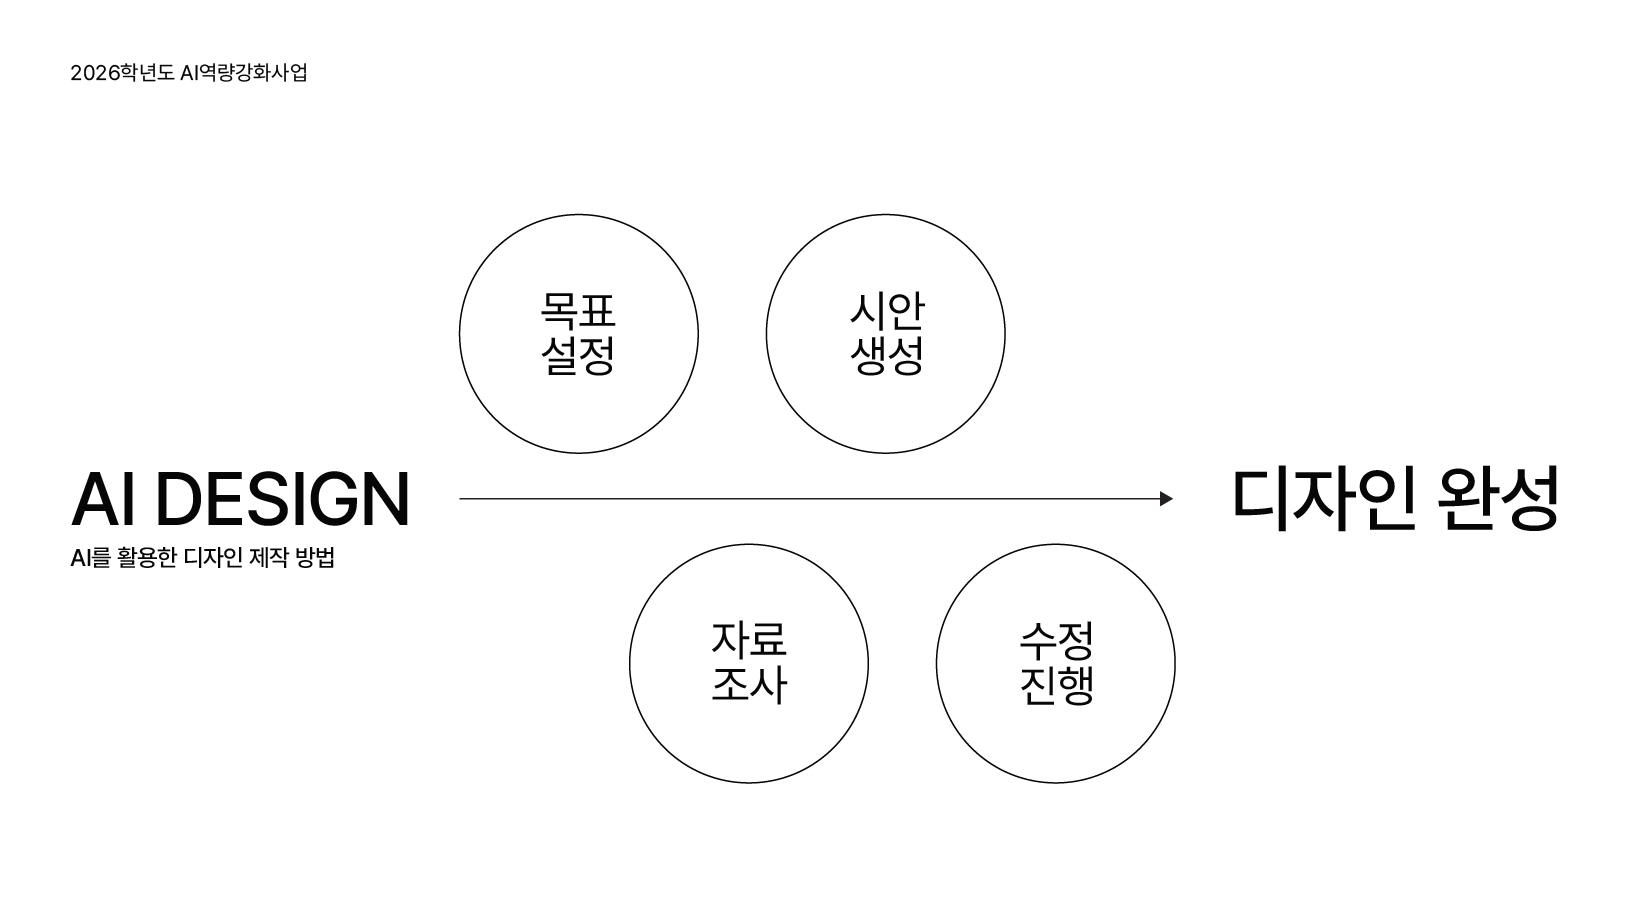 2026학년도 AI역량강화사업
목표
설정
시안
생성
AI DESIGN
AI를 활용한 디자인 제작 방법
디자인 완성
자료
조사
수정
진행